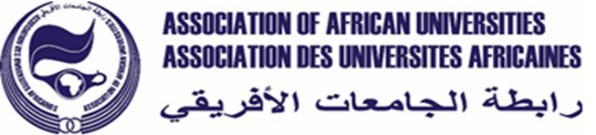 ASSOCIATION OF AFRICAN UNIVERSITIES
ASSOCIATION DES UNIVERSITES AFRICAINES
رابطة الجامعات الأفريقي